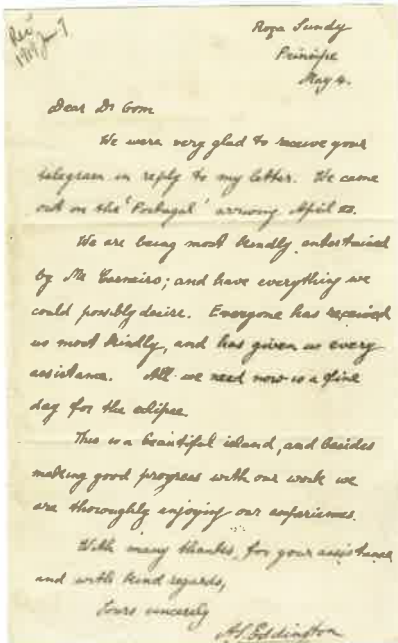 Rec
1919 June 7
Roça Sundy
Principe
May 4.
Dear Dr Oom
We were very glad to receive your
telegram in reply to my letter. We came
out on the 'Portugal' arriving April
We are being most kindly entertained
by Mr Carneiro; and have everything we
could possibly desire. Everyone has received
us most kindly, and has given us every
assistance. All we need now is a fine
day for the eclipse.
This is a beautiful island, and besides
making good progress with our work we
are thoroughly enjoying our experiences.
With many thanks, for your assistance
and with kind regards,
Yours sincerely
A S Eddington